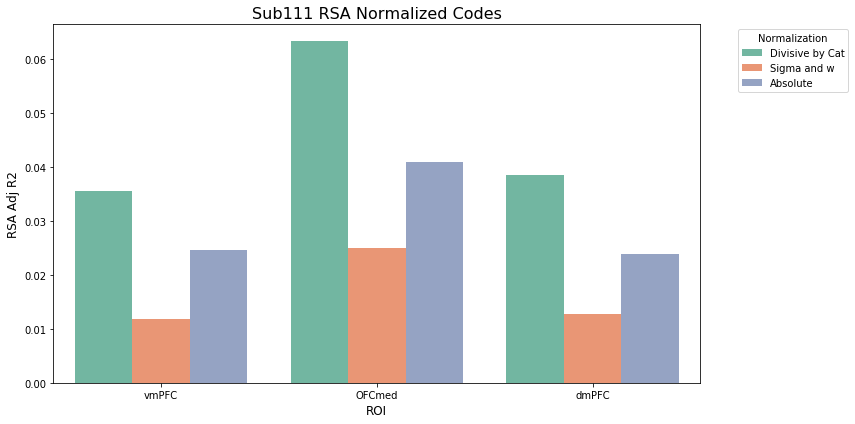 Sub111 RSA Normalized Codes
Normalization
Divisive by Cat
Sigma and w
Absolute
RSA Adj R2
0.06
0.05
0.04
0.03
0.02
0.01
0.00
vmPFC
OFCmed
dmPFC
ROI